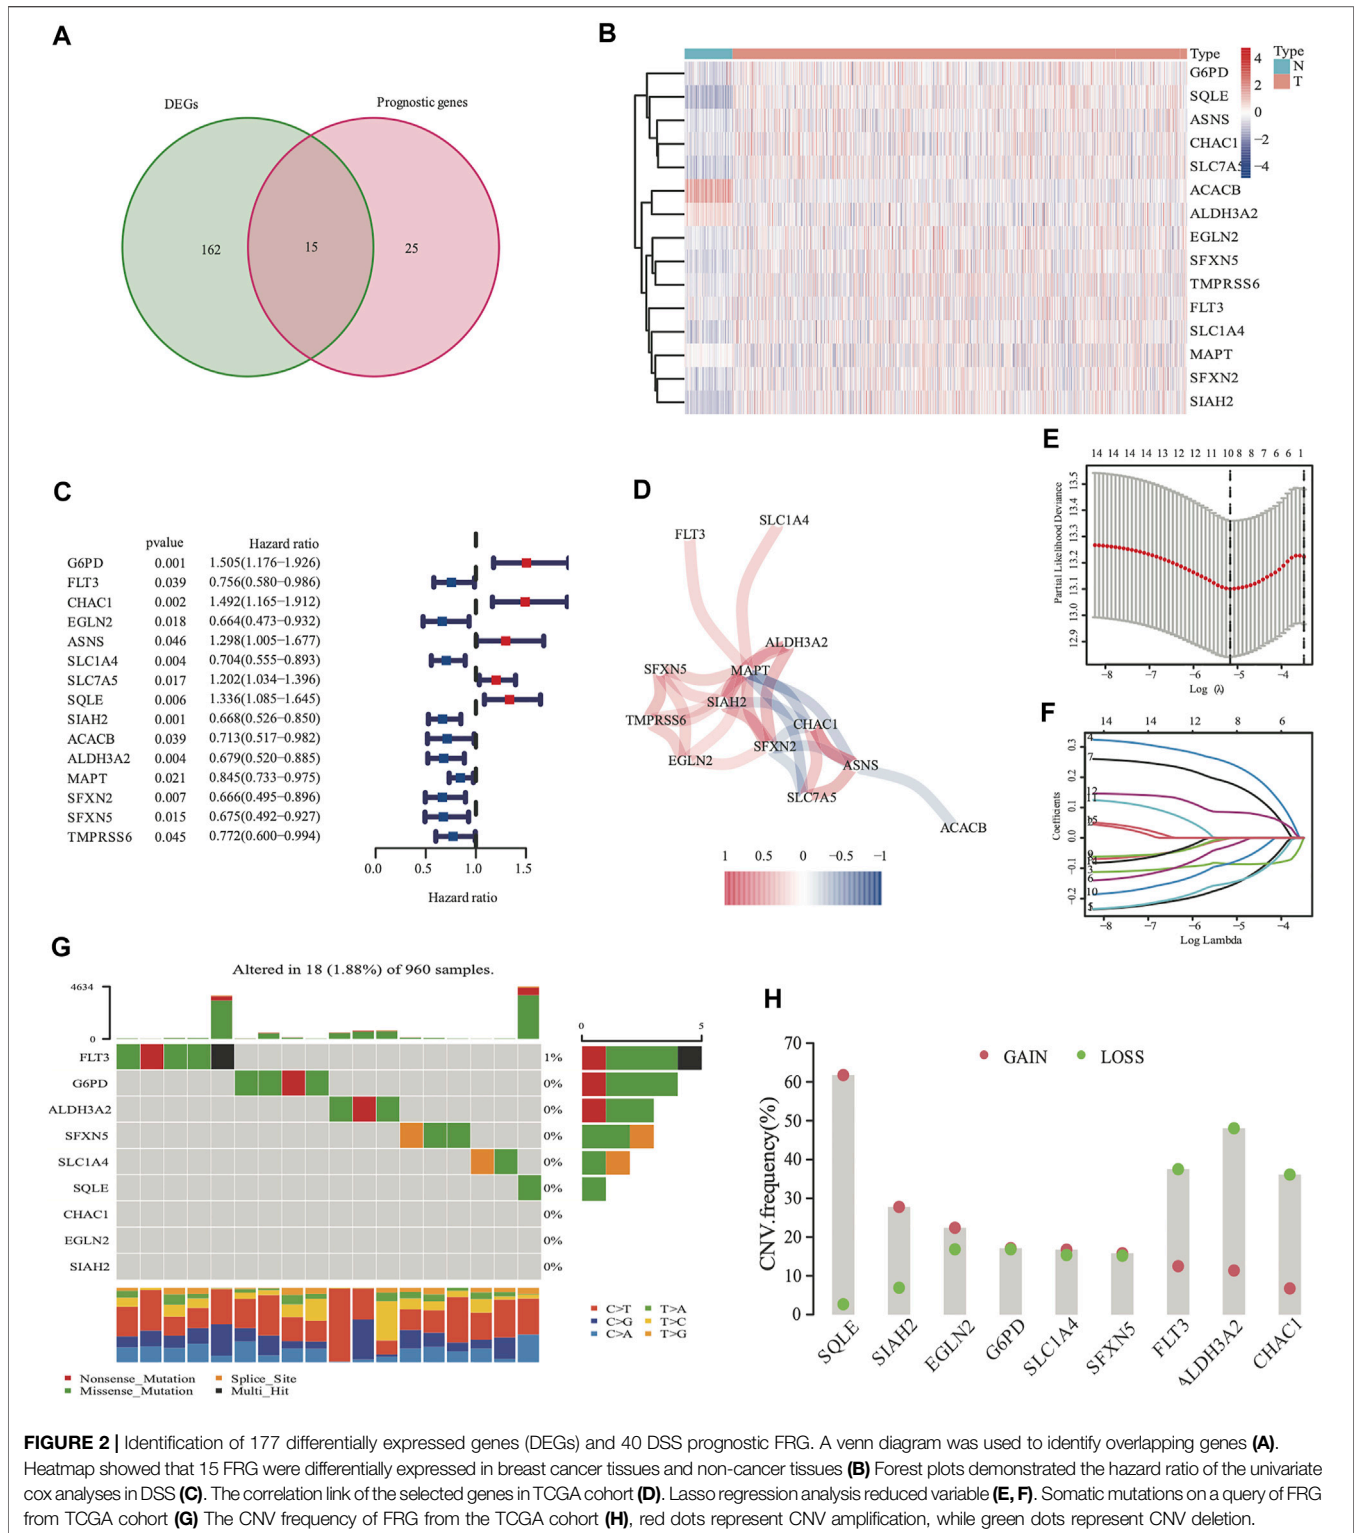 A
DEGs
Prognostic genes
162
15
25
B
Type
G6PD
SQLE
ASNS
CHAC1
SLC7A5
ACACB
ALDH3A2
EGLN2
SFXN5
TMPRSS6
FLT3
SLC1A4
MAPT
SFXN2
SIAH2
4
2
0
−2
−4
Type
N
T
C
pvalue Hazard ratio
G6PD 0.001 1.505(1.176−1.926)
FLT3 0.039 0.756(0.580−0.986)
CHAC1 0.002 1.492(1.165−1.912)
EGLN2 0.018 0.664(0.473−0.932)
ASNS 0.046 1.298(1.005−1.677)
SLC1A4 0.004 0.704(0.555−0.893)
SLC7A5 0.017 1.202(1.034−1.396)
SQLE 0.006 1.336(1.085−1.645)
SIAH2 0.001 0.668(0.526−0.850)
ACACB 0.039 0.713(0.517−0.982)
ALDH3A2 0.004 0.679(0.520−0.885)
MAPT 0.021 0.845(0.733−0.975)
SFXN2 0.007 0.666(0.495−0.896)
SFXN5 0.015 0.675(0.492−0.927)
TMPRSS6 0.045 0.772(0.600−0.994)
0.0 0.5 1.0 1.5
Hazard ratio
D
SLC1A4
FLT3
ALDH3A2
SFXN5
MAPT
SIAH2
TMPRSS6
CHAC1
SFXN2
EGLN2
ASNS
SLC7A5
ACACB
1 0.5 0 −0.5 −1
E
14 14 14 14 13 12 12 11 10 8 8 7 6 6 1
Partial Likelihood Deviance
13.5
13.4
13.3
13.2
13.1
13.0
12.9
−8 −7 −6 −5 −4
Log (λ)
F
14 14 12 8 6
Coefficients
0.3
0.2
0.1
0.0
−0.1
−0.2
4
7
12
11
15
3
6
10
−8 −7 −6 −5 −4
Log Lambda
G
Altered in 18 (1.88%) of 960 samples.
4634
0
0 5
FLT3 1%
G6PD 0%
ALDH3A2 0%
SFXN5 0%
SLC1A4 0%
SQLE 0%
CHAC1 0%
EGLN2 0%
SIAH2 0%
C>T T>A
C>G T>C
C>A T>G
Nonsense_Mutation Splice_Site
Missense_Mutation Multi_Hit
H
GAIN LOSS
CNV.frequency(%)
70
60
50
40
30
20
10
0
SQLE
SIAH2
EGLN2
G6PD
SLC1A4
SFXN5
FLT3
ALDH3A2
CHAC1
FIGURE 2 | Identification of 177 differentially expressed genes (DEGs) and 40 DSS prognostic FRG. A venn diagram was used to identify overlapping genes (A).
Heatmap showed that 15 FRG were differentially expressed in breast cancer tissues and non-cancer tissues (B) Forest plots demonstrated the hazard ratio of the univariate
cox analyses in DSS (C). The correlation link of the selected genes in TCGA cohort (D). Lasso regression analysis reduced variable (E, F). Somatic mutations on a query of FRG
from TCGA cohort (G) The CNV frequency of FRG from the TCGA cohort (H), red dots represent CNV amplification, while green dots represent CNV deletion.